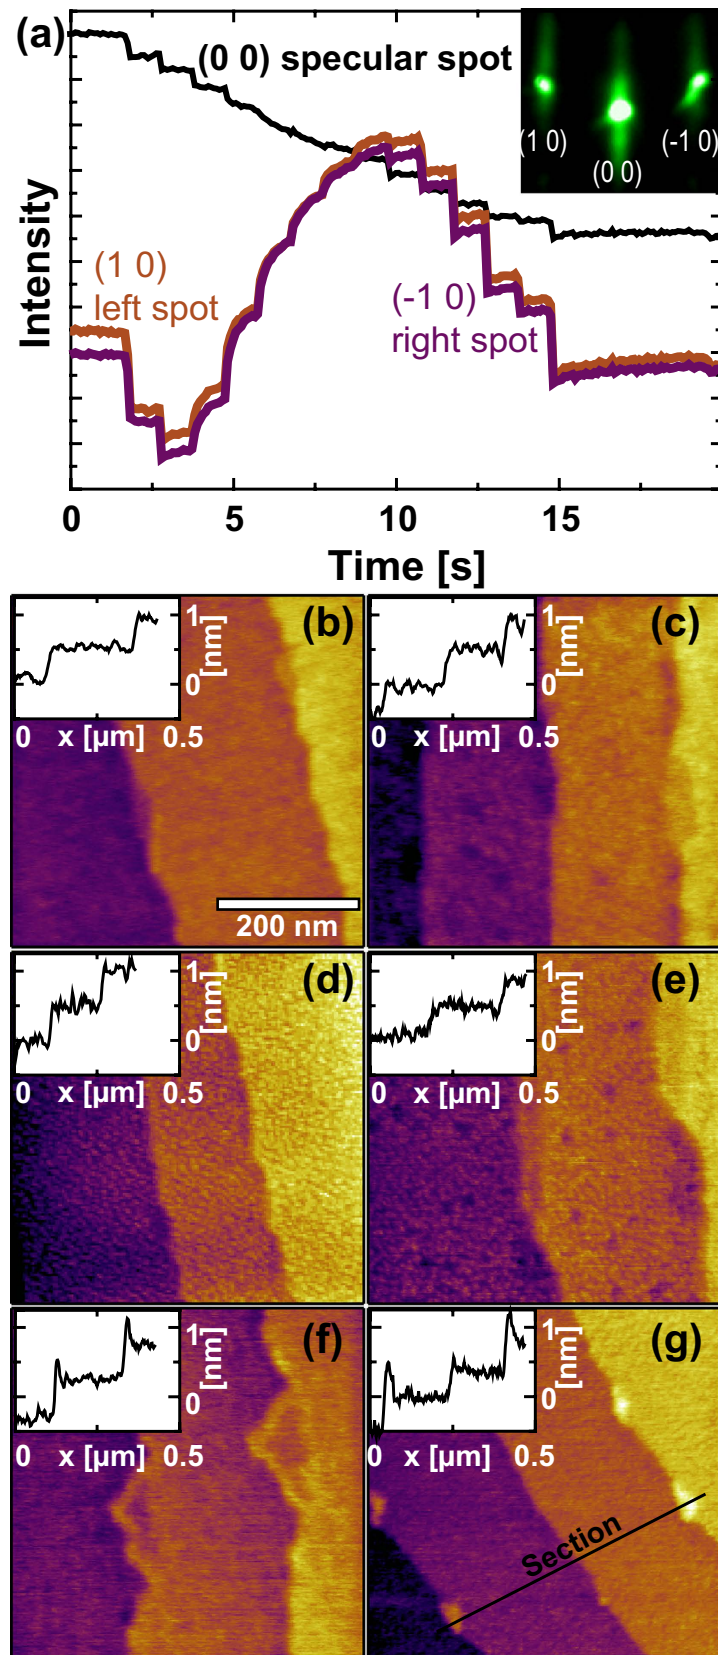 (a)
(0 0) specular spot
(1 0)
(0 0)
(-1 0)
Intensity
(1 0)
left spot
(-1 0)
right spot
0 5 10 15
Time [s]
(b)
1
0
[nm]
0 x [µm] 0.5
200 nm
(c)
1
0
[nm]
0 x [µm] 0.5
(d)
1
0
[nm]
0 x [µm] 0.5
(e)
1
0
[nm]
0 x [µm] 0.5
(f)
1
0
[nm]
0 x [µm] 0.5
(g)
1
0
[nm]
0 x [µm] 0.5
Section